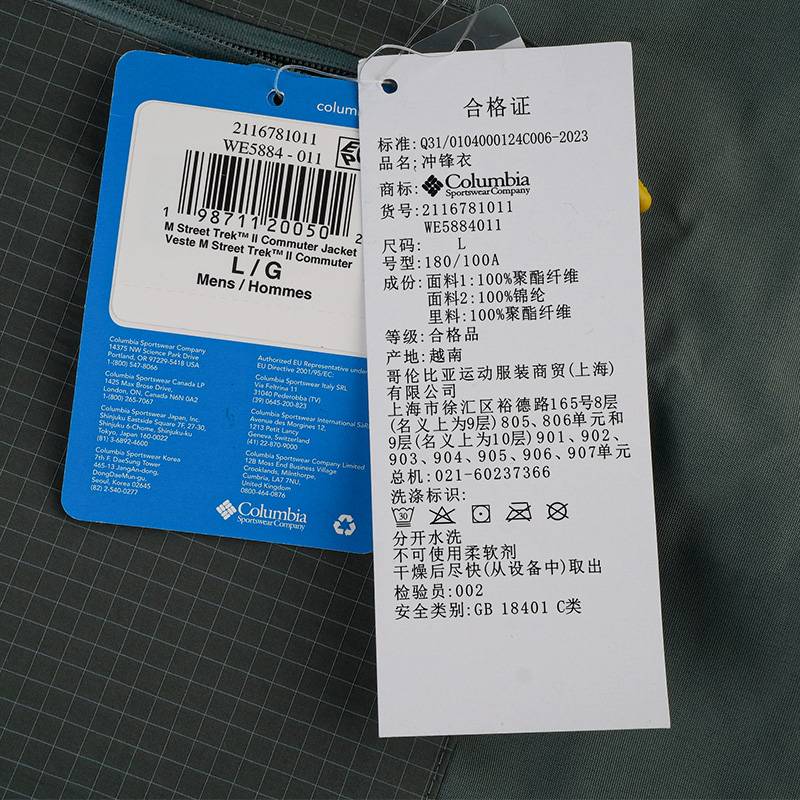 colum
2116781011
WE5884 - 011
1 98711 20050 2
M Street Trek™ II Commuter Jacket
Veste M Street Trek™ II Commuter
L / G
Mens / Hommes
Columbia Sportswear Company
14375 NW Science Park Drive
Portland, OR 97229-5418 USA
1-(800) 547-8066
Columbia Sportswear Canada LP
1425 Max Brose Drive,
London, ON, Canada N6N 0A2
1-(800) 265-7067
Columbia Sportswear Japan, Inc.
Shinjuku Eastside Square 7F, 27-30,
Shinjuku 6-chome, Shinjuku-ku
Tokyo, Japan 160-0022
(81) 3-6892-4600
Columbia Sportswear Korea
7th F. DaeSung Tower
465-13 JangAn-dong,
DongDaeMun-gu,
Seoul, Korea 02645
(82) 2-540-0277
Authorized EU Representative under
EU Directive 2001/95/EC:
Columbia Sportswear Italy SRL
Via Feltrina 11
31040 Pederobba (TV)
(39) 0645-200-823
Columbia Sportswear International Sàrl
Avenue des Morgines 12,
1213 Petit Lancy
Geneva, Switzerland
(41) 22-870-9000
Columbia Sportswear Company Limited
12B Moss End Business Village
Crooklands, Milnthorpe,
Cumbria, LA7 7NU,
United Kingdom
0800-464-0876
Columbia
Sportswear Company
合格证
标准:Q31/0104000124C006-2023
品名:冲锋衣
商标: Columbia
Sportswear Company
货号:2116781011
WE5884011
尺码: L
号型:180/100A
成份:面料1:100%聚酯纤维
面料2:100%锦纶
里料:100%聚酯纤维
等级:合格品
产地:越南
哥伦比亚运动服装商贸(上海)
有限公司
上海市徐汇区裕德路165号8层
(名义上为9层)805、806单元和
9层(名义上为10层)901、902、
903、904、905、906、907单元
总机:021-60237366
洗涤标识:
30
分开水洗
不可使用柔软剂
干燥后尽快(从设备中)取出
检验员:002
安全类别:GB 18401 C类